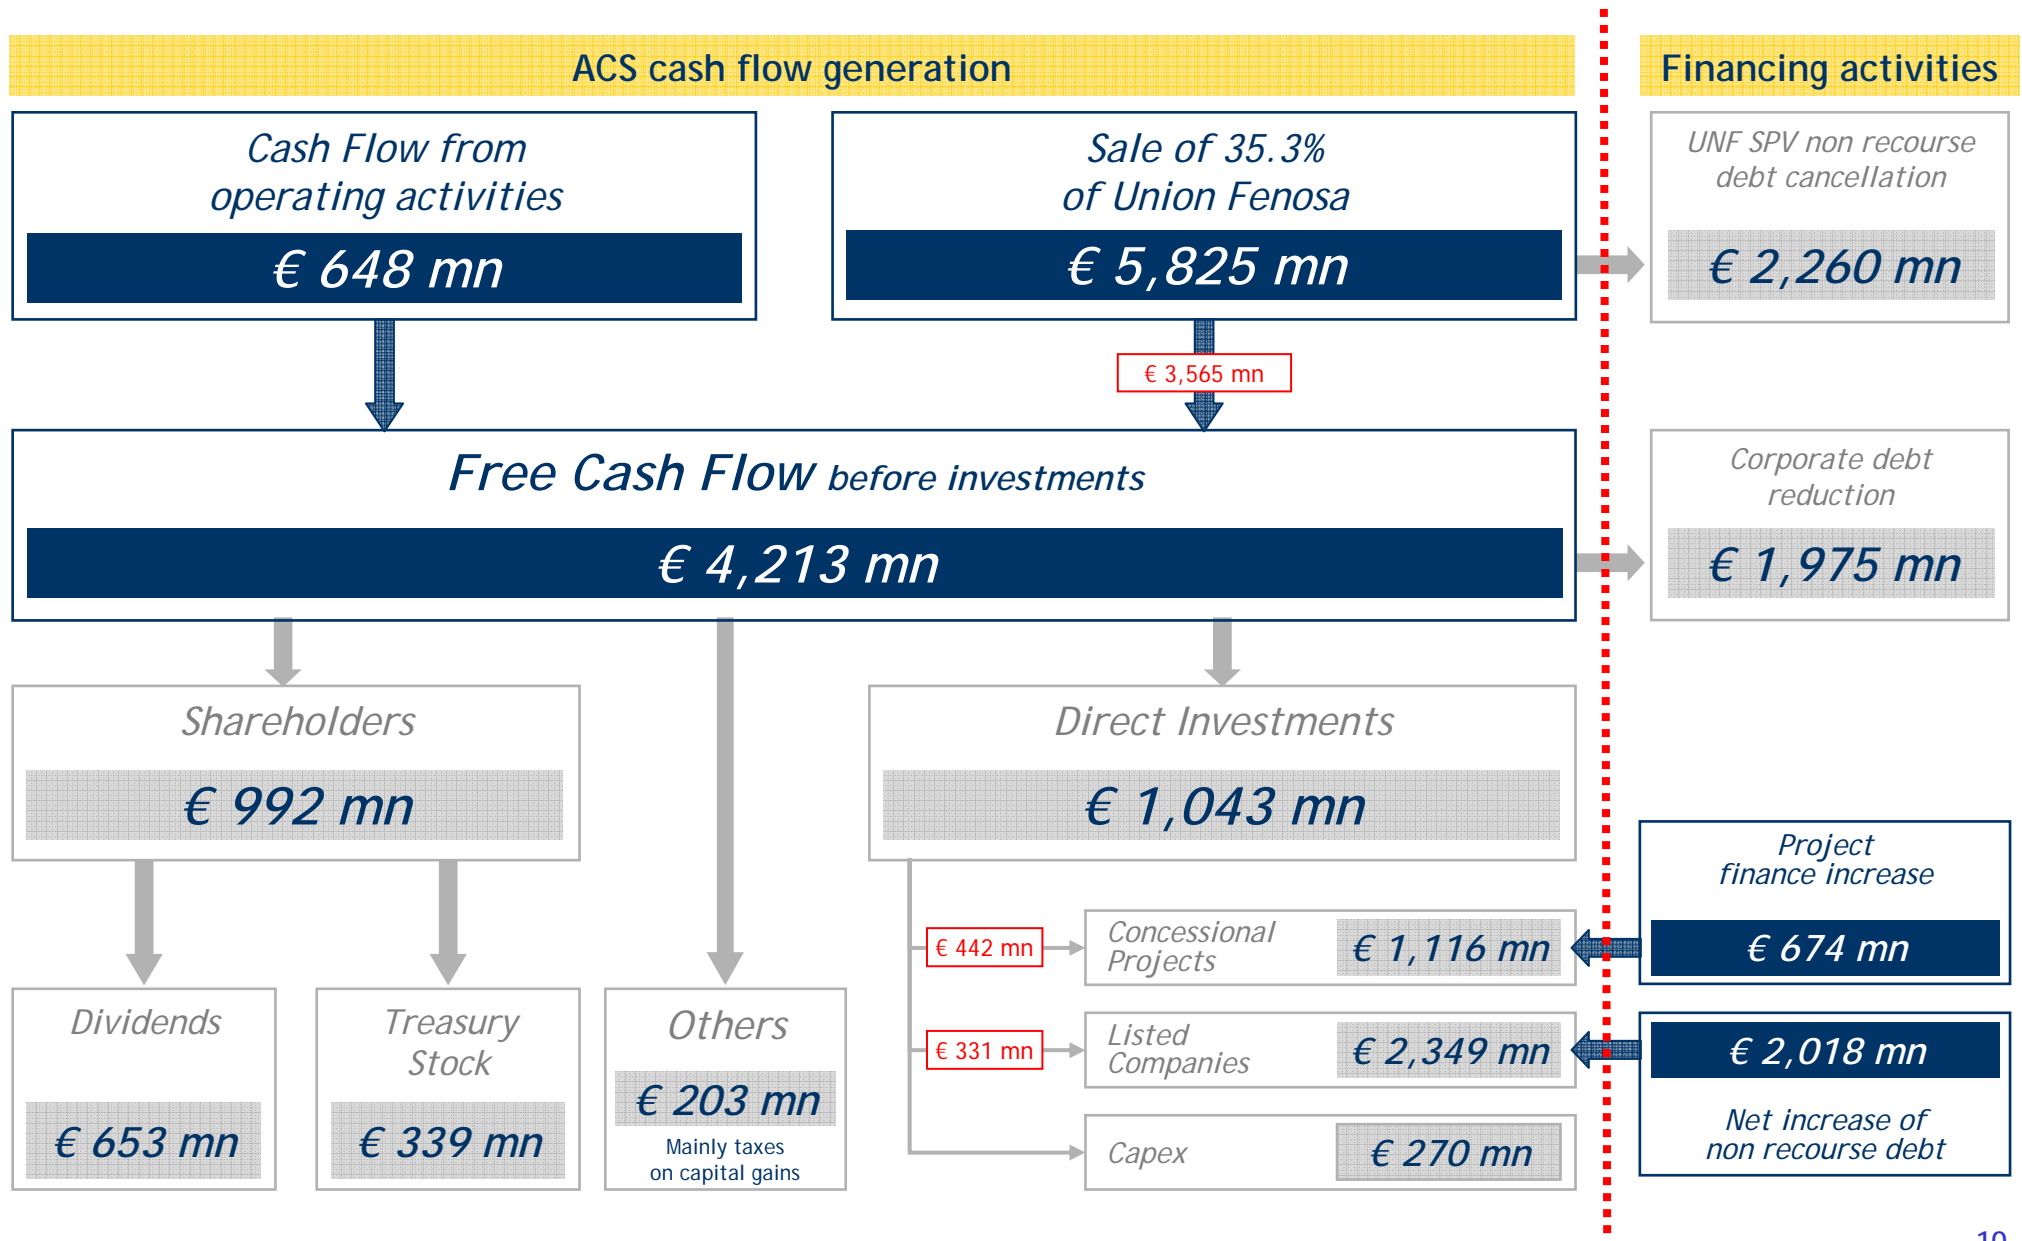 ACS cash flow generation
Financing activities
Cash Flow from
operating activities
€ 648 mn
Sale of 35.3%
of Union Fenosa
€ 5,825 mn
UNF SPV non recourse
debt cancellation
€ 2,260 mn
€ 3,565 mn
Free Cash Flow before investments
€ 4,213 mn
Corporate debt
reduction
€ 1,975 mn
Shareholders
€ 992 mn
Direct Investments
€ 1,043 mn
Project
finance increase
€ 674 mn
€ 442 mn
Concessional
Projects
€ 1,116 mn
Dividends
€ 653 mn
Treasury
Stock
€ 339 mn
Others
€ 203 mn
Mainly taxes
on capital gains
€ 331 mn
Listed
Companies
€ 2,349 mn
€ 2,018 mn
Net increase of
non recourse debt
Capex
€ 270 mn
10